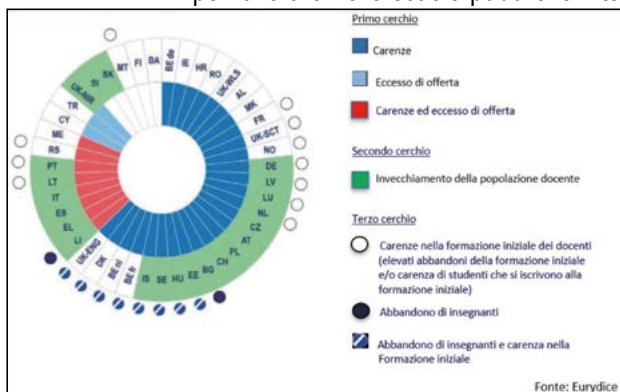 BE de
IE
HR
RO
UK-WLS
AL
MK
FR
UK-SCT
NO
DE
LV
LU
NL
CZ
AT
PL
CH
BG
EE
HU
SE
IS
BE fr
BE nl
DK
UK-ENG
LI
EL
ES
IT
LT
PT
RS
ME
CY
TR
UK-NIR
SI
SK
MT
FI
BA
Primo cerchio
Carenze
Eccesso di offerta
Carenze ed eccesso di offerta
Secondo cerchio
Invecchiamento della popolazione docente
Terzo cerchio
Carenze nella formazione iniziale dei docenti
(elevati abbandoni della formazione iniziale
e/o carenza di studenti che si iscrivono alla
formazione iniziale)
Abbandono di insegnanti
Abbandono di insegnanti e carenza nella
Formazione iniziale
Fonte: Eurydice